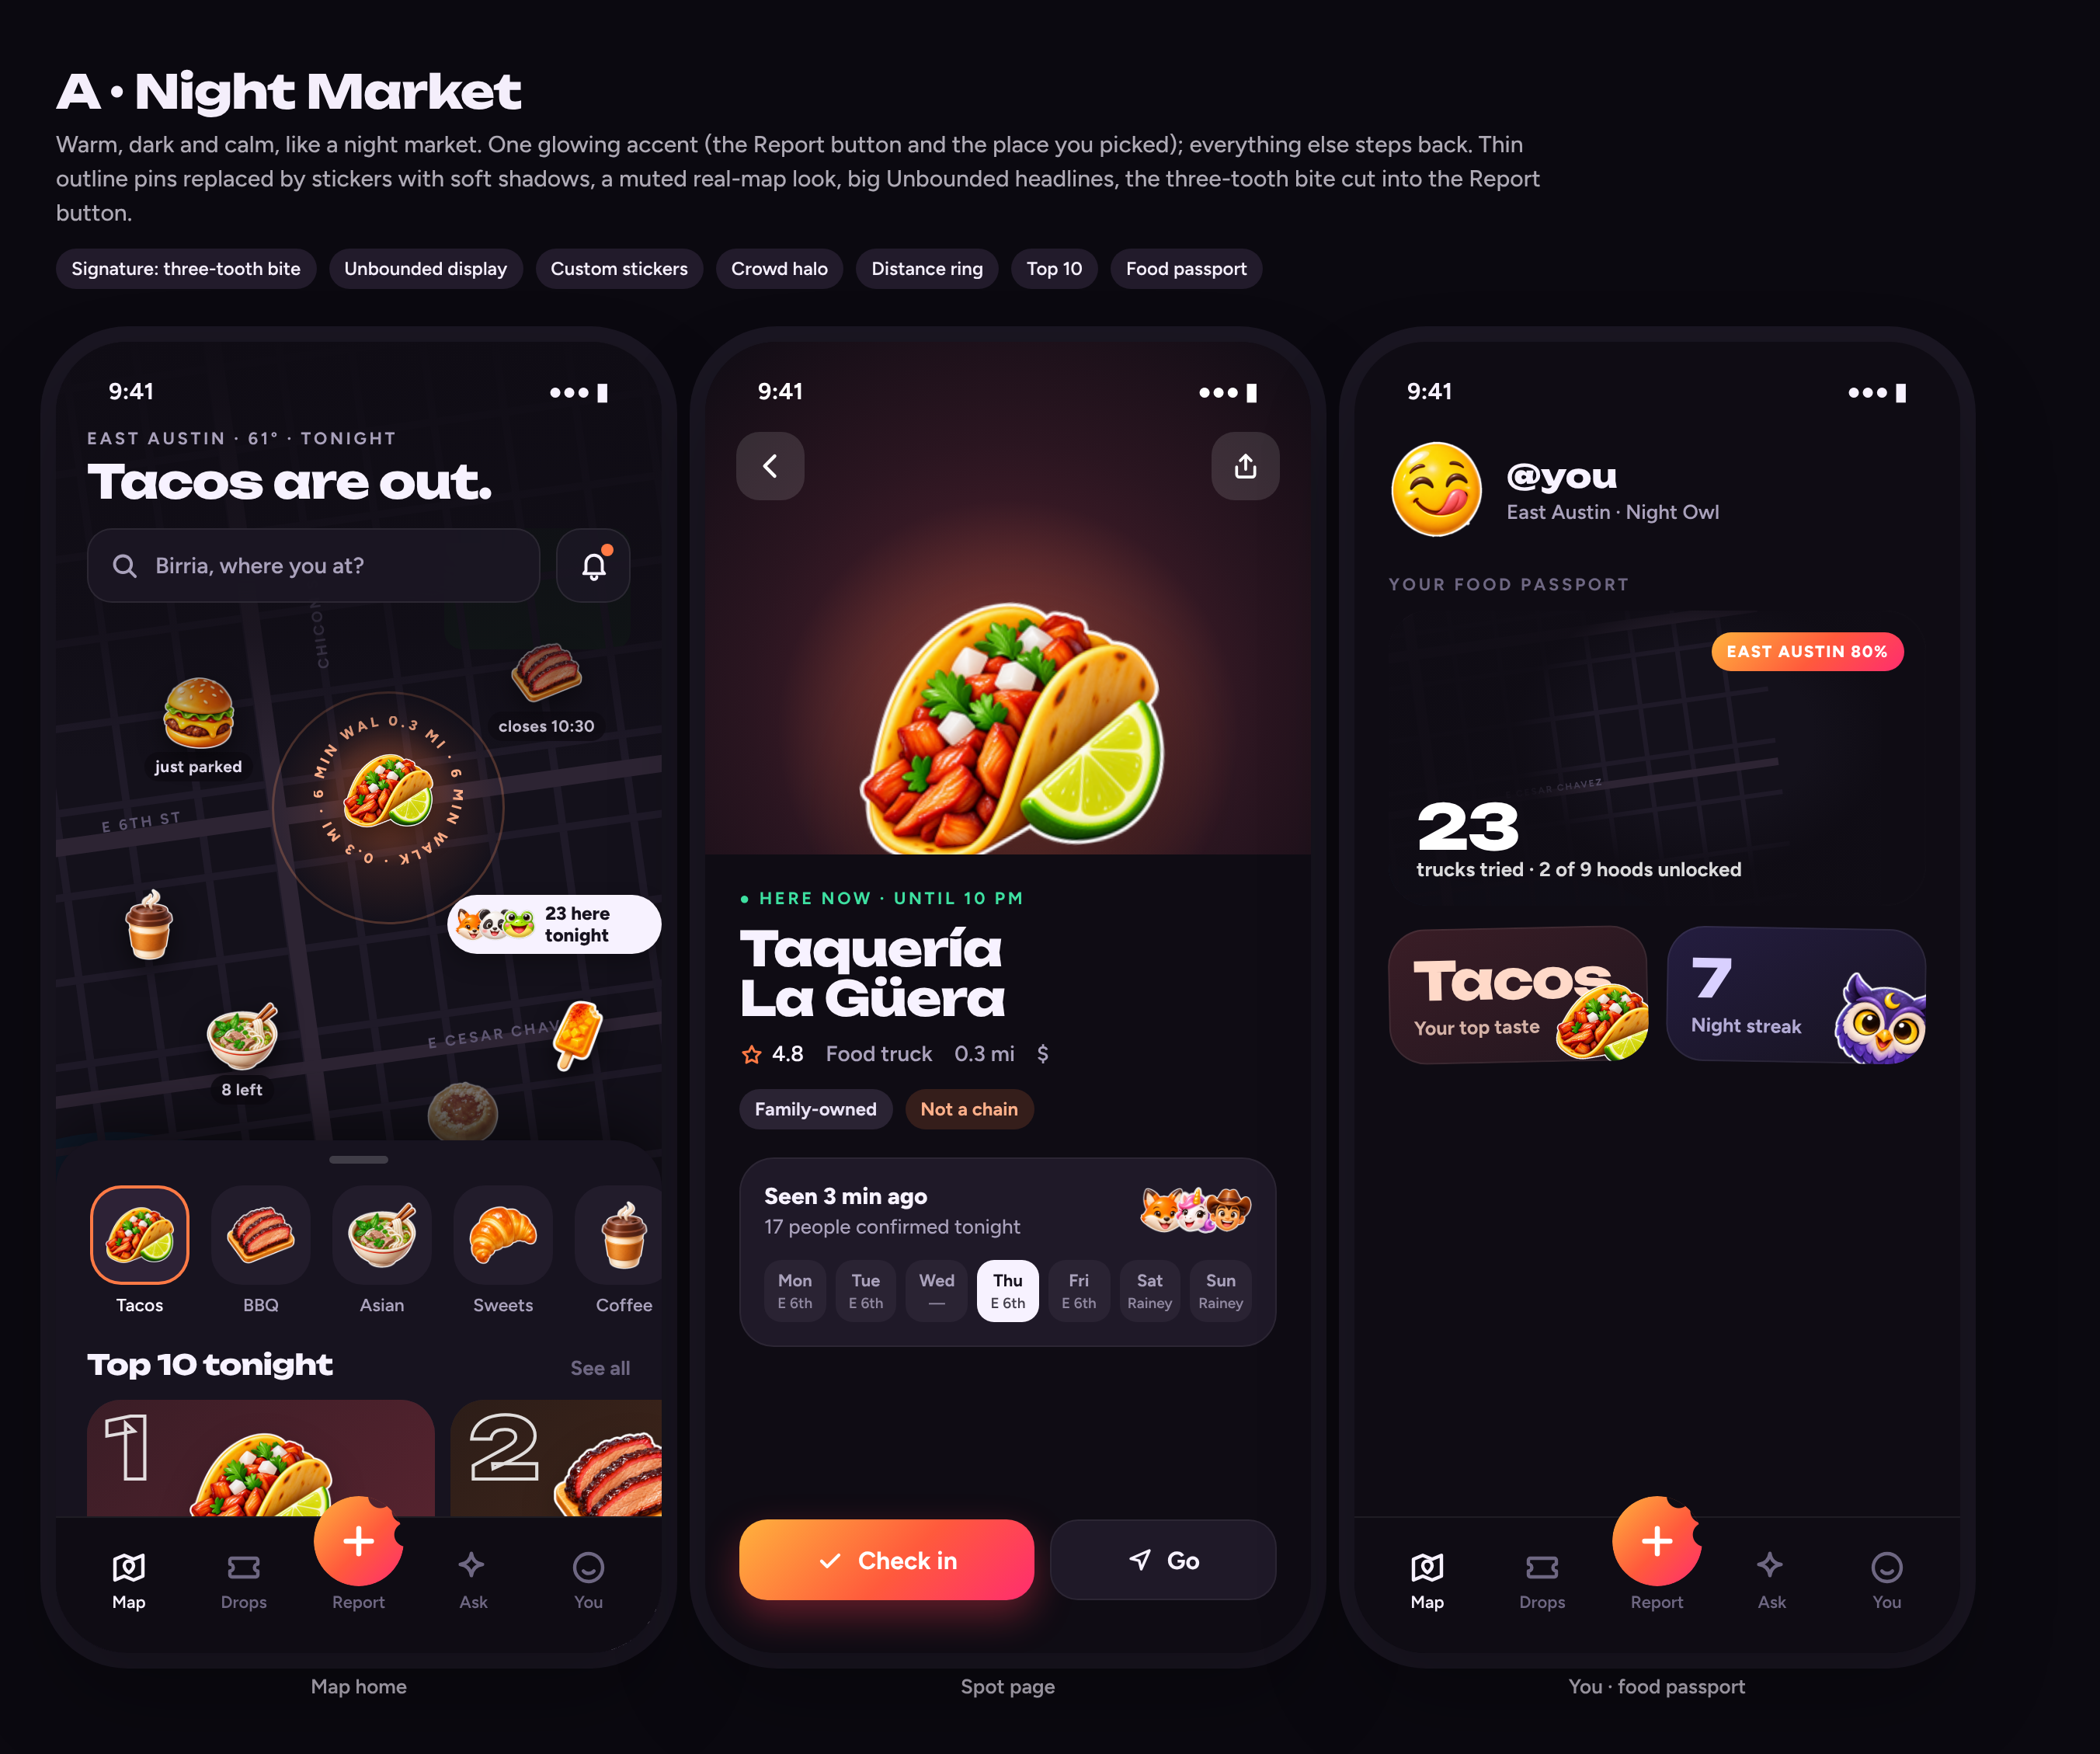 A · Night Market
Warm, dark and calm, like a night market. One glowing accent (the Report button and the place you picked); everything else steps back. Thin
outline pins replaced by stickers with soft shadows, a muted real-map look, big Unbounded headlines, the three-tooth bite cut into the Report
button.
Signature: three-tooth bite
Unbounded display
Custom stickers
Crowd halo
Distance ring
Top 10
Food passport
9:41
EAST AUSTIN · 61° · TONIGHT
Tacos are out.
Birria, where you at?
CHICON
closes 10:30
just parked
0.3 MI · 6 MIN WALK · 0.3 MI · 6 MIN WAL
E 6TH ST
23 here
tonight
E CESAR CHAV
8 left
Tacos
BBQ
Asian
Sweets
Coffee
Top 10 tonight
See all
1
2
Map
Drops
Report
Ask
You
Map home
9:41
HERE NOW · UNTIL 10 PM
Taquería
La Güera
4.8
Food truck
0.3 mi
$
Family-owned
Not a chain
Seen 3 min ago
17 people confirmed tonight
Mon
E 6th
Tue
E 6th
Wed
—
Thu
E 6th
Fri
E 6th
Sat
Rainey
Sun
Rainey
Check in
Go
Spot page
9:41
@you
East Austin · Night Owl
YOUR FOOD PASSPORT
EAST AUSTIN 80%
CHAVEZ
23
trucks tried · 2 of 9 hoods unlocked
Tacos
Your top taste
7
Night streak
Map
Drops
Report
Ask
You
You · food passport